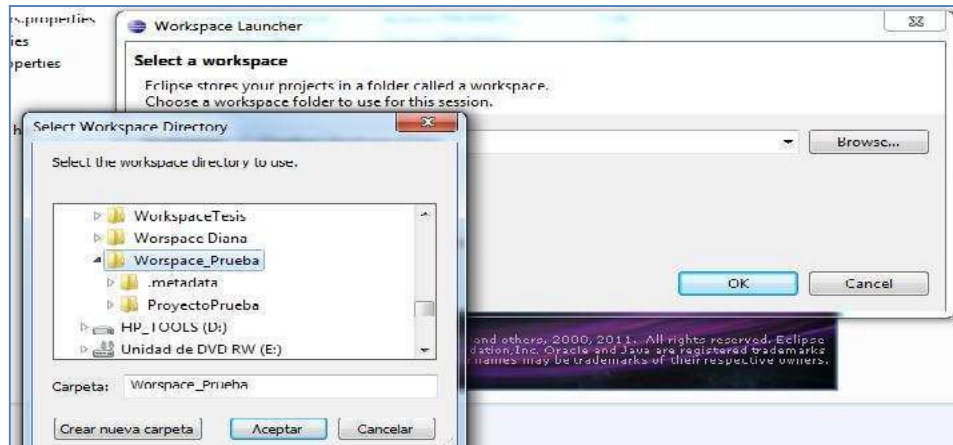 rs.properties
ies
perties
h
Workspace Launcher
Select a workspace
Eclipse stores your projects in a folder called a workspace.
Choose a workspace folder to use for this session.
Browse...
OK
Cancel
Select Workspace Directory
Select the workspace directory to use.
WorkspaceTesis
Worspace Diana
Worspace_Prueba
.metadata
ProyectoPrueba
HP_TOOLS (D:)
Unidad de DVD RW (E:)
Carpeta: Worspace_Prueba
Crear nueva carpeta
Aceptar
Cancelar
and others, 2000, 2011. All rights reserved. Eclipse
dation, Inc. Oracle and Java are registered trademarks
names may be trademarks of their respective owners.